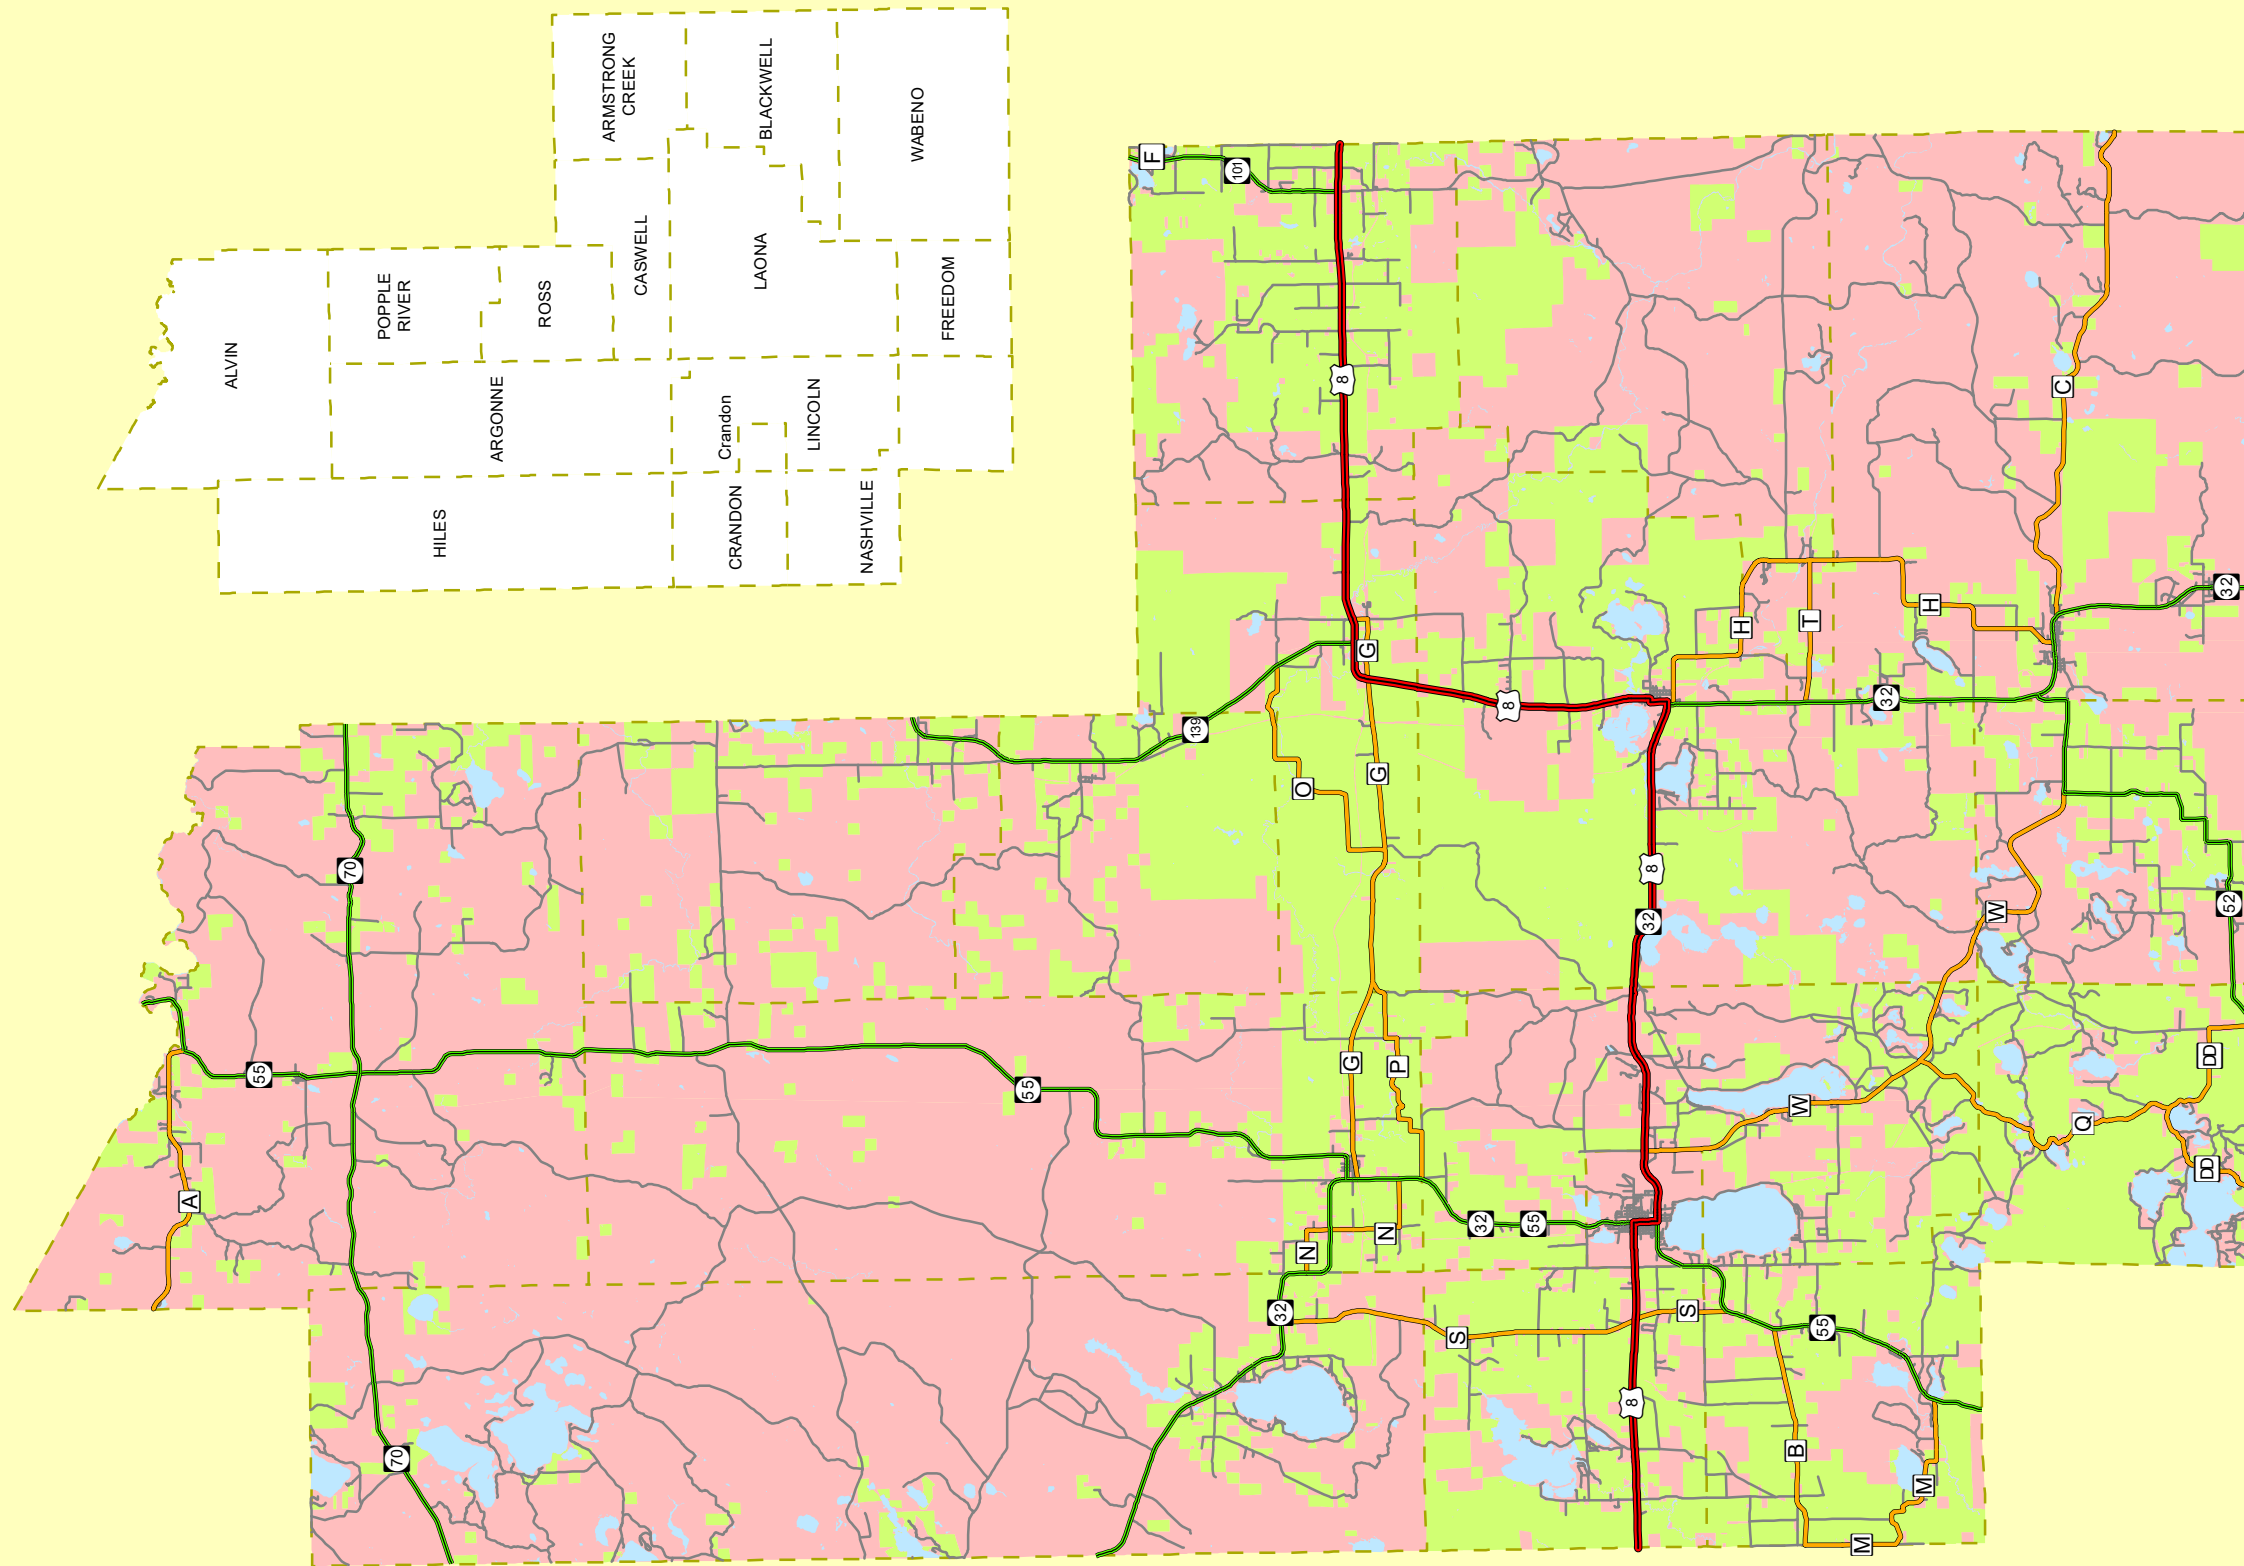 ALVIN
POPPLE
RIVER
ROSS
ARMSTRONG
CREEK
CASWELL
BLACKWELL
LAONA
WABENO
FREEDOM
ARGONNE
Crandon
LINCOLN
HILES
CRANDON
NASHVILLE
F
101
8
C
139
G
8
H
T
H
32
32
O
G
70
8
32
W
52
55
55
G
P
W
Q
DD
DD
A
N
N
32
55
32
S
S
55
70
8
B
M
M